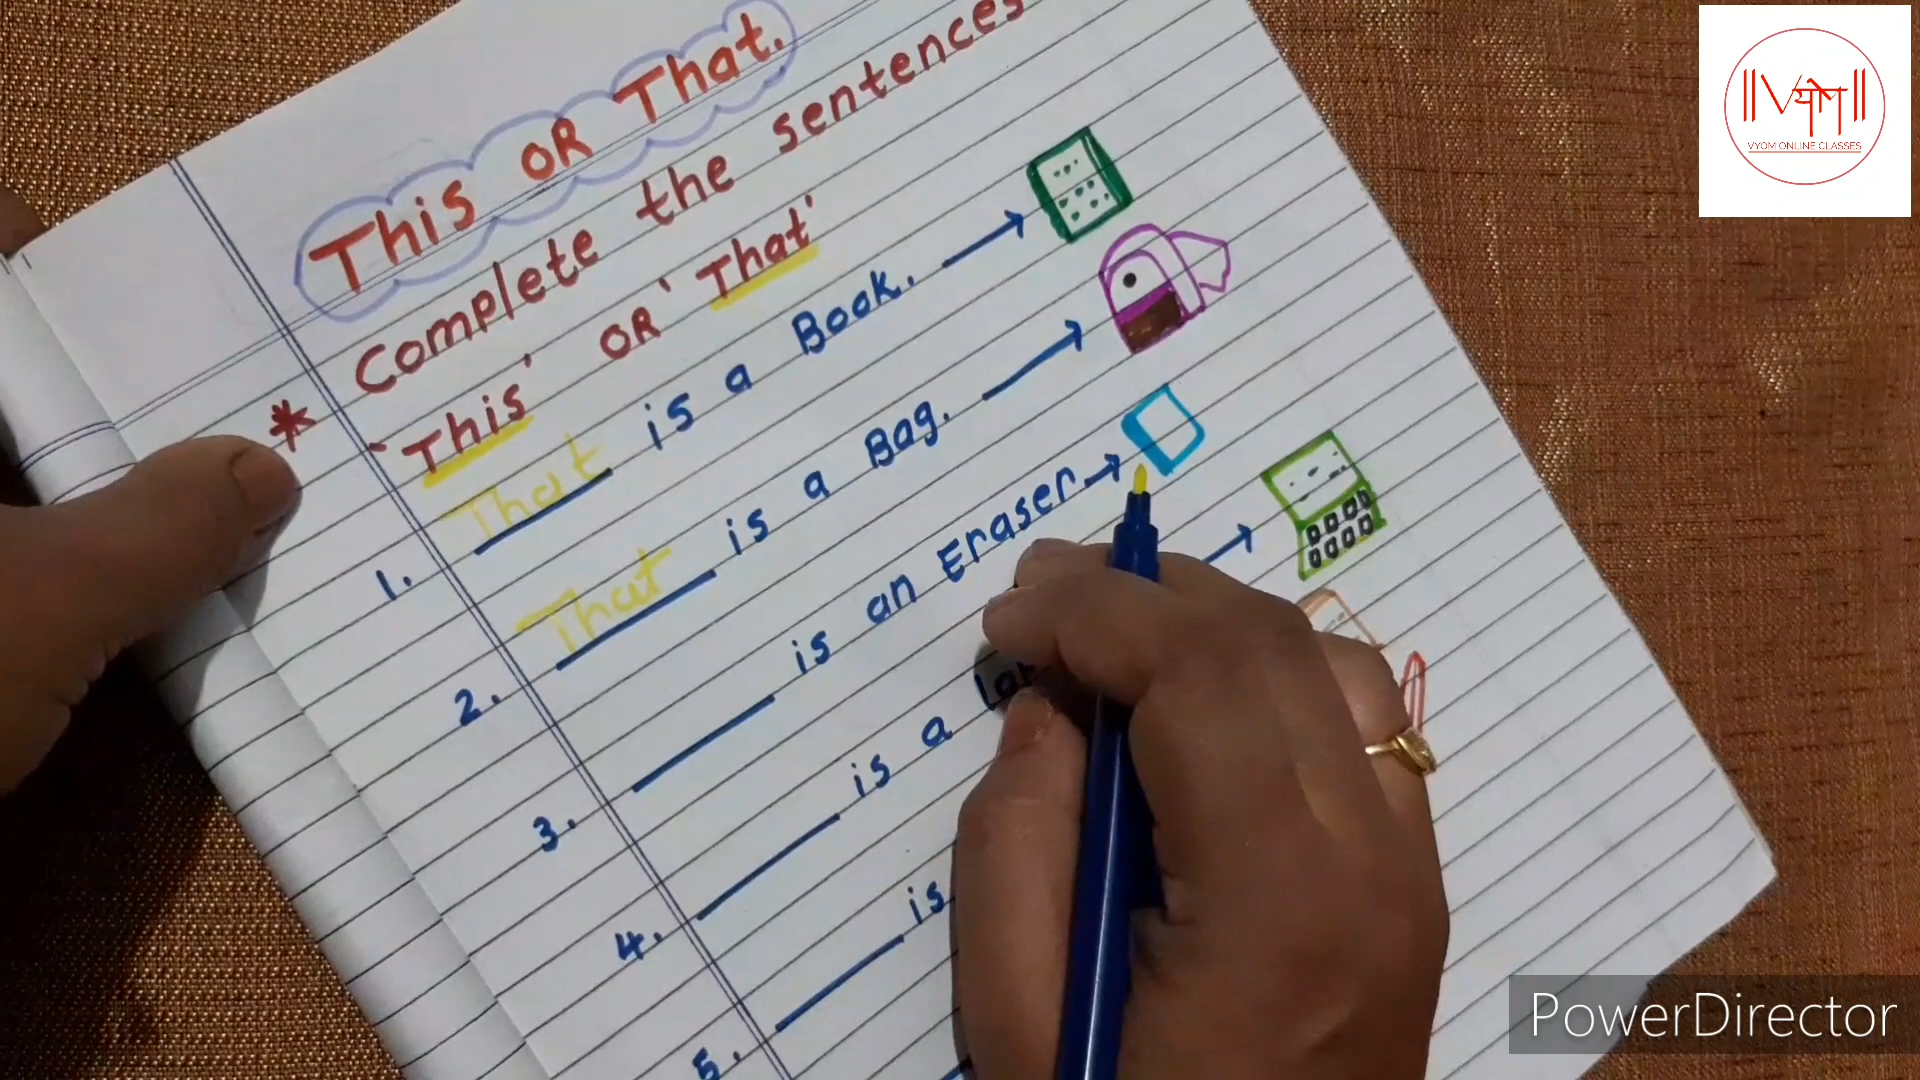 This OR That.
* Complete the sentences
'This' OR 'That'
1. That is a Book.
2. That is a Bag.
3. is an Eraser
4. is a
5. is
||व्योम||
VYOM ONLINE CLASSES
PowerDirector